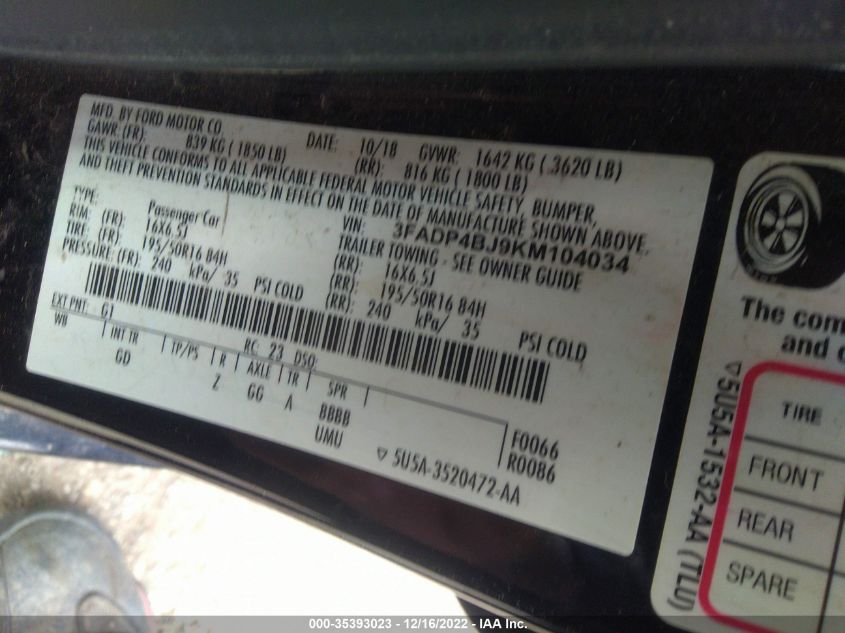 MFD. BY FORD MOTOR CO.
DATE: 10/18 GVWR: 1642 KG ( 3620 LB)
GAWR: (FR): 839 KG ( 1850 LB) (RR): 816 KG ( 1800 LB)
THIS VEHICLE CONFORMS TO ALL APPLICABLE FEDERAL MOTOR VEHICLE SAFETY, BUMPER,
AND THEFT PREVENTION STANDARDS IN EFFECT ON THE DATE OF MANUFACTURE SHOWN ABOVE.
VIN: 3FADP4BJ9KM104034
TYPE: Passenger Car TRAILER TOWING - SEE OWNER GUIDE
RIM: (FR): 16X6.5J (RR): 16X6.5J
TIRE: (FR): 195/50R16 84H (RR): 195/50R16 84H
PRESSURE: (FR): 240 kPa/ 35 PSI COLD (RR): 240 kPa/ 35 PSI COLD
EXT PNT: G1 RC: 23 DSO:
WB INT TR TP/PS R AXLE TR SPR
GD Z GG A BBBB
UMU
F0066
R0086
▽ 5U5A-3520472-AA
The com
and c
▽5U5A-1532-AA (TLU)
TIRE
FRONT
REAR
SPARE
000-35393023 - 12/16/2022 - IAA Inc.